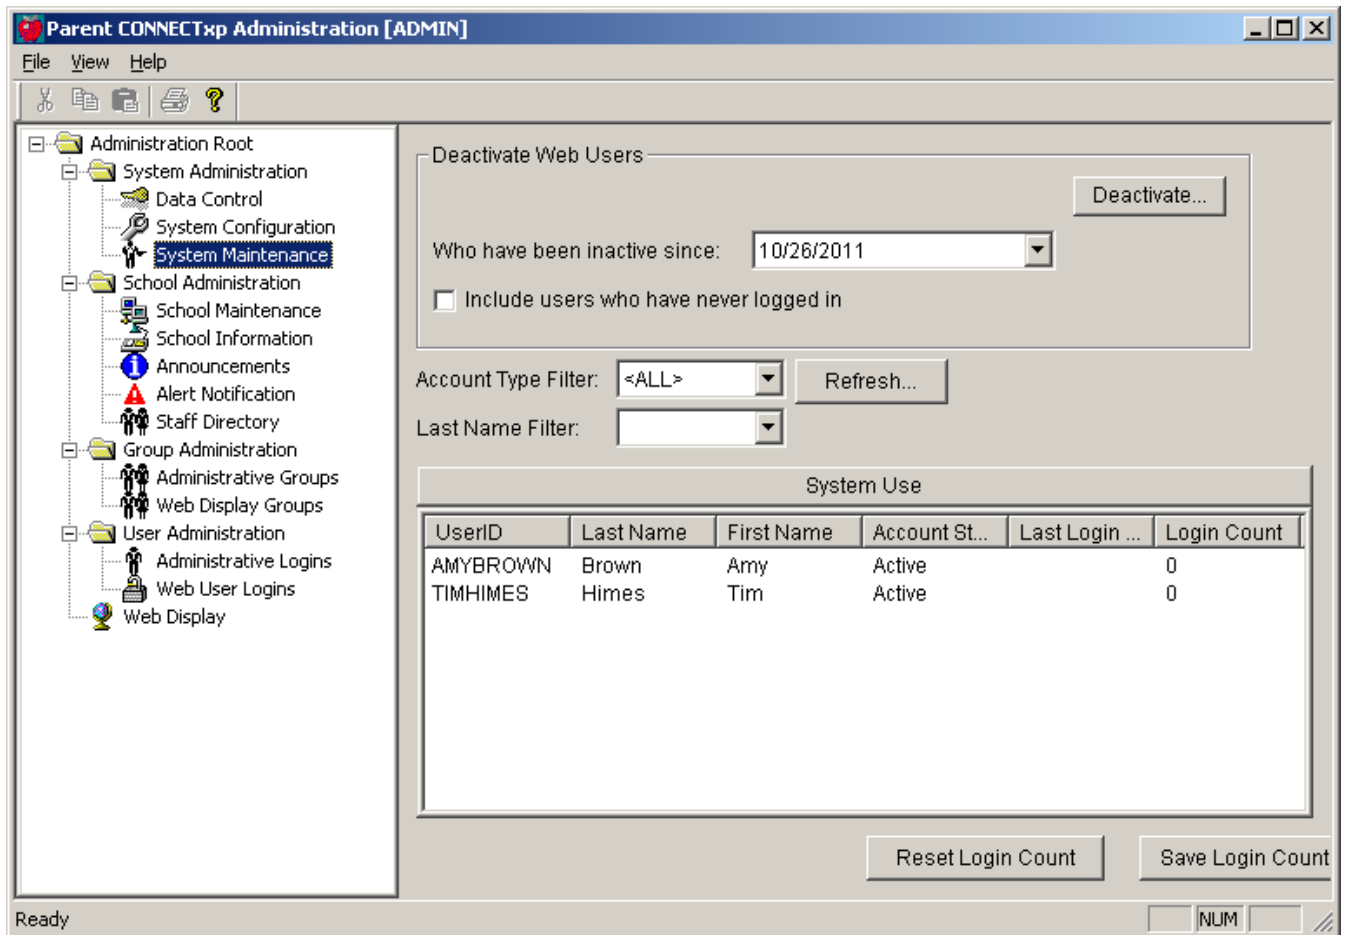 Parent CONNECTxp Administration [ADMIN]
File View Help
Administration Root
System Administration
Data Control
System Configuration
System Maintenance
School Administration
School Maintenance
School Information
Announcements
Alert Notification
Staff Directory
Group Administration
Administrative Groups
Web Display Groups
User Administration
Administrative Logins
Web User Logins
Web Display
Deactivate Web Users
Deactivate...
Who have been inactive since: 10/26/2011
Include users who have never logged in
Account Type Filter: <ALL> Refresh...
Last Name Filter:
System Use
UserID Last Name First Name Account St... Last Login ... Login Count
AMYBROWN Brown Amy Active 0
TIMHIMES Himes Tim Active 0
Reset Login Count Save Login Count
Ready NUM